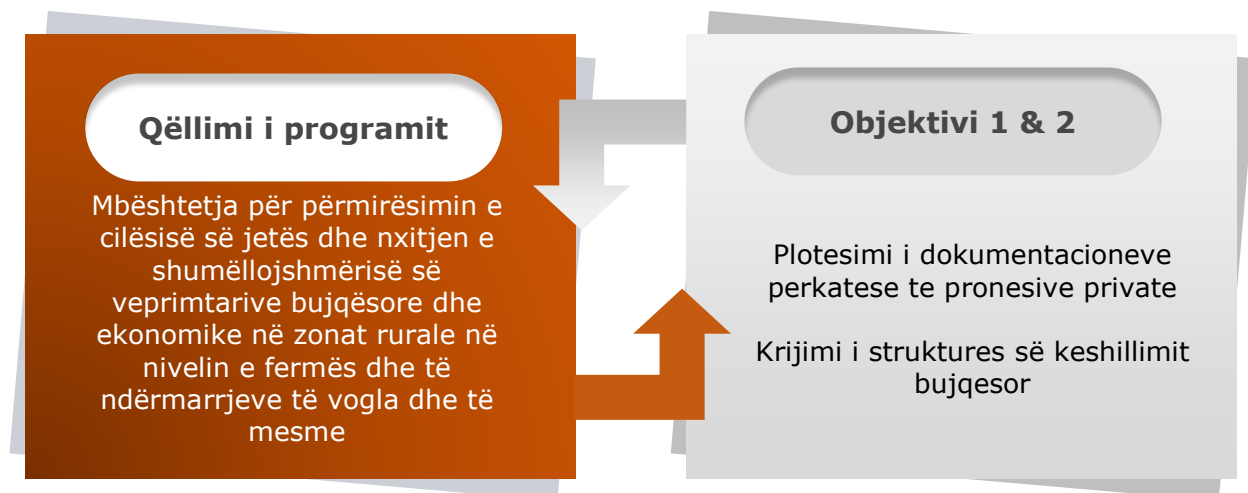 Qëllimi i programit
Mbështetja për përmirësimin e
cilësisë së jetës dhe nxitjen e
shumëllojshmërisë së
veprimtarive bujqësore dhe
ekonomike në zonat rurale në
nivelin e fermës dhe të
ndërmarrjeve të vogla dhe të
mesme
Objektivi 1 & 2
Plotesimi i dokumentacioneve
perkatese te pronesive private
Krijimi i struktures së keshillimit
bujqesor